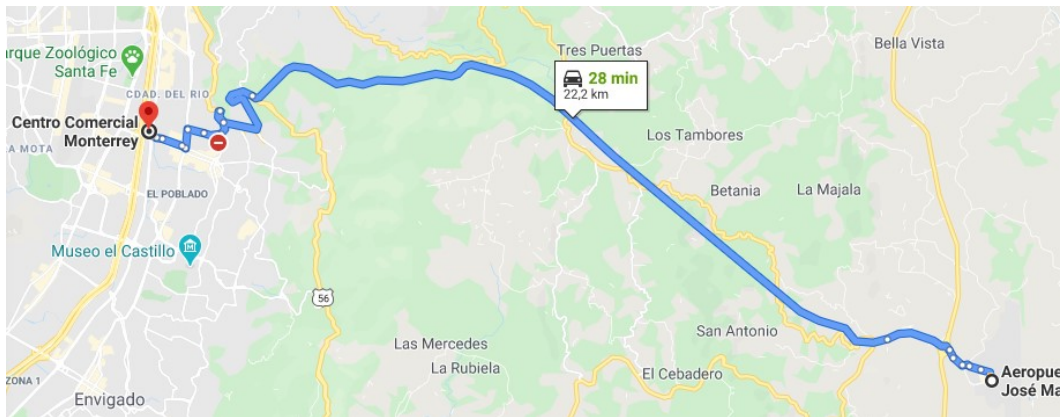 Parque Zoológico
Santa Fe
CDAD. DEL RIO
Centro Comercial
Monterrey
LA MOTA
EL POBLADO
Museo el Castillo
ZONA 1
Envigado
56
Las Mercedes
La Rubiela
Tres Puertas
28 min
22,2 km
Los Tambores
Betania
La Majala
Bella Vista
San Antonio
El Cebadero
Aeropue
José Ma